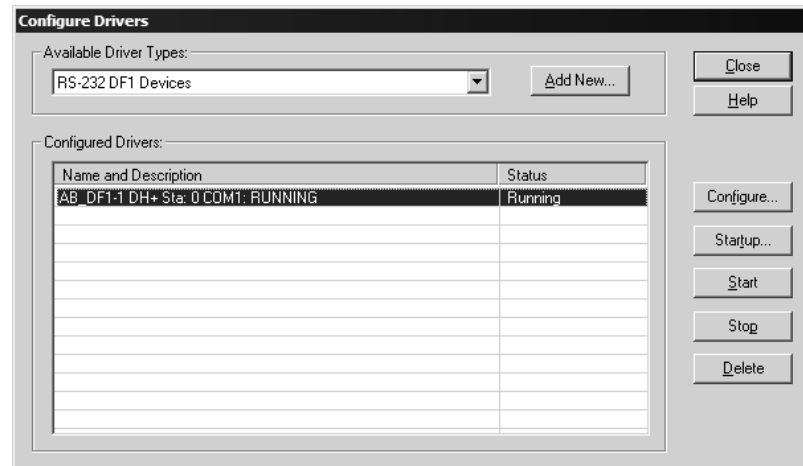 Configure Drivers
Available Driver Types:
RS-232 DF1 Devices
Add New...
Close
Help
Configured Drivers:
Name and Description Status
AB_DF1-1 DH+ Sta: 0 COM1: RUNNING Running
Configure...
Startup...
Start
Stop
Delete